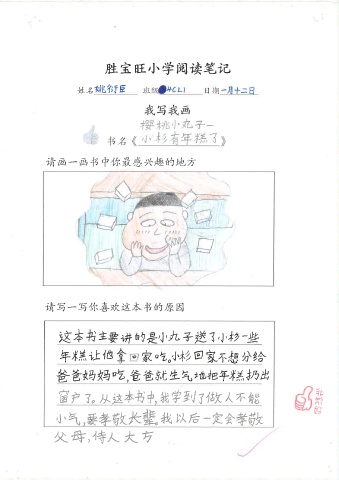 胜宝旺小学阅读笔记
姓名 班级4CL1 日期一月十二日
我写我画
樱桃小丸子—
书名《小杉有年糕了》
请画一画书中你最感兴趣的地方
请写一写你喜欢这本书的原因
这本书主要讲的是小丸子送了小杉一些
年糕让他拿回家吃。小杉回家不想分给
爸爸妈妈吃,爸爸就生气地把年糕扔出
窗户了。从这本书中,我学到了做人不能
小气,要孝敬长辈。我以后一定会孝敬
父母,待人大方